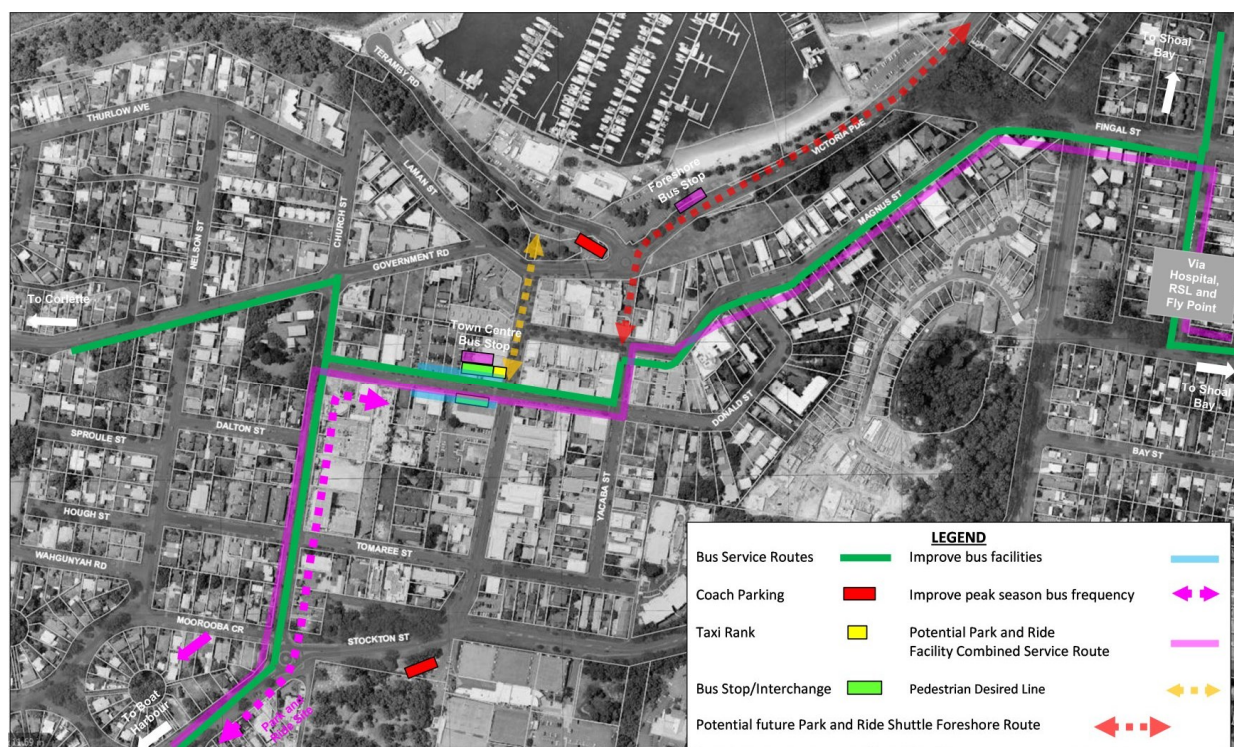 TERAMBY RD
To Shoal
Bay
THURLOW AVE
FINGAL ST
VICTORIA PDE
LAMAN ST
Foreshore
Bus Stop
MAGNUS ST
CHURCH ST
NELSON ST
GOVERNMENT RD
Via
Hospital,
RSL and
Fly Point
To Corlette
Town Centre
Bus Stop
To Shoal
Bay
DONALD ST
DALTON ST
SPROULE ST
BAY ST
YACABA ST
HOUGH ST
TOMAREE ST
WAHGUNYAH RD
MOOROOBA CR
STOCKTON ST
To Boat
Harbour
Park and
Ride Site
LEGEND
Bus Service Routes
Improve bus facilities
Coach Parking
Improve peak season bus frequency
Taxi Rank
Potential Park and Ride
Facility Combined Service Route
Bus Stop/Interchange
Pedestrian Desired Line
Potential future Park and Ride Shuttle Foreshore Route